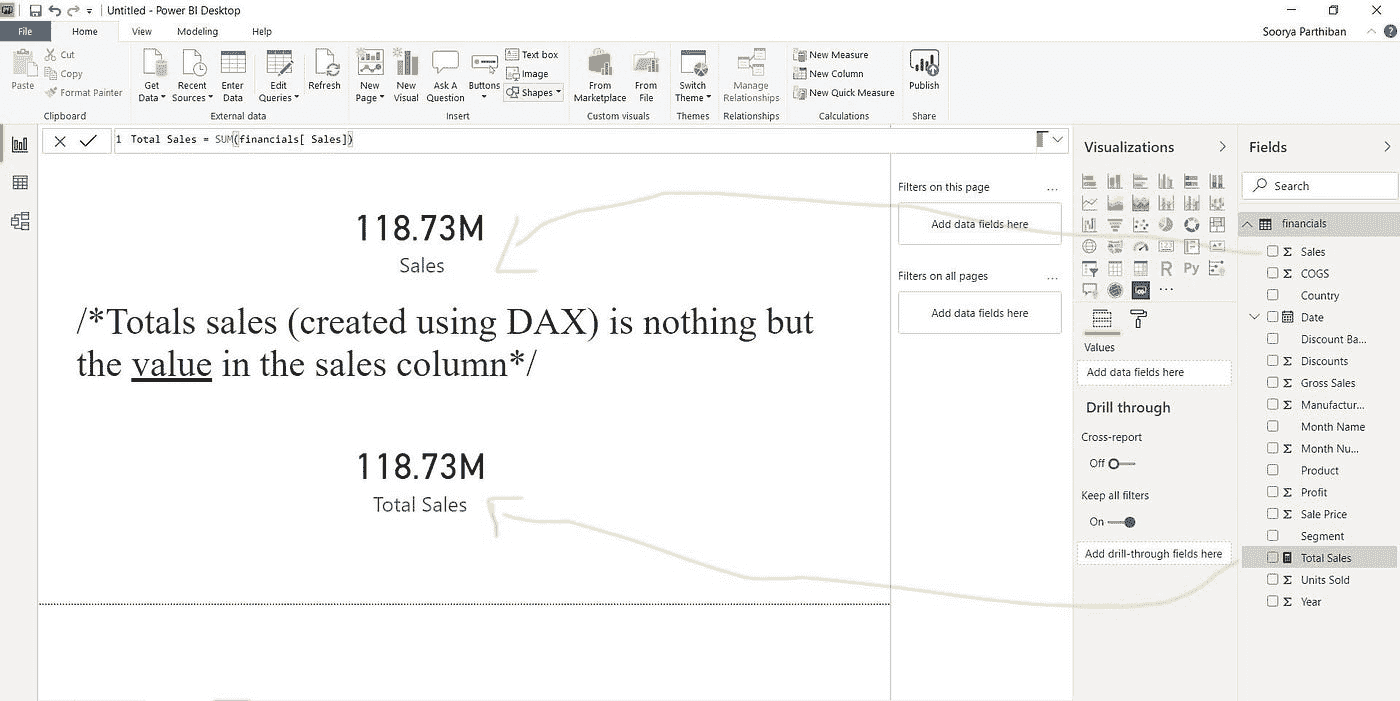 Untitled - Power BI Desktop
File Home View Modeling Help
Soorya Parthiban
Paste
Cut
Copy
Format Painter
Clipboard
Get Data
Recent Sources
Enter Data
Edit Queries
Refresh
External data
New Page
New Visual
Ask A Question
Buttons
Text box
Image
Shapes
Insert
From Marketplace
From File
Custom visuals
Switch Theme
Themes
Manage Relationships
Relationships
New Measure
New Column
New Quick Measure
Calculations
Publish
Share
1 Total Sales = SUM(financials[ Sales])
118.73M
Sales
/*Totals sales (created using DAX) is nothing but
the value in the sales column*/
118.73M
Total Sales
Filters on this page ...
Add data fields here
Filters on all pages ...
Add data fields here
Visualizations
R Py
...
Values
Add data fields here
Drill through
Cross-report
Off
Keep all filters
On
Add drill-through fields here
Fields
Search
financials
Σ Sales
Σ COGS
Country
Date
Discount Ba...
Σ Discounts
Σ Gross Sales
Σ Manufactur...
Month Name
Σ Month Nu...
Product
Σ Profit
Σ Sale Price
Segment
Total Sales
Σ Units Sold
Σ Year